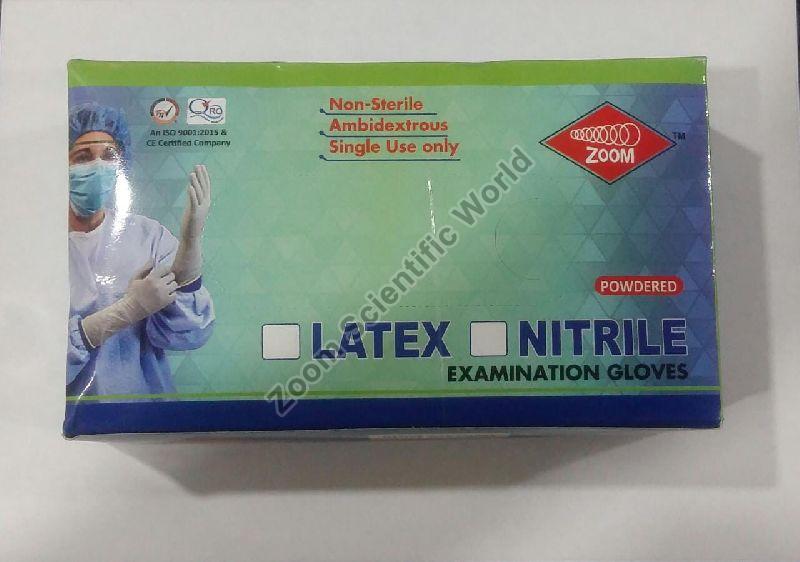 Non-Sterile
Ambidextrous
Single Use only
RQ
An ISO 9001:2015 &
CE Certified Company
ZOOM
TM
POWDERED
LATEX NITRILE
EXAMINATION GLOVES
Zoom Scientific World